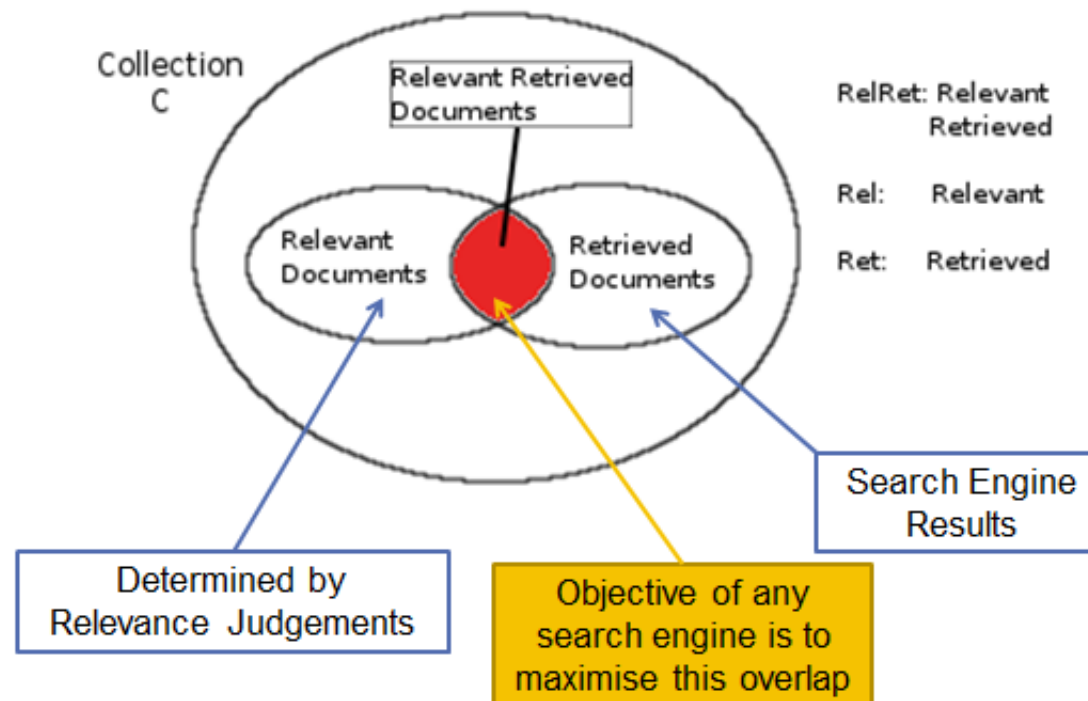 Collection
C
Relevant Retrieved
Documents
RelRet: Relevant
Retrieved
Rel: Relevant
Ret: Retrieved
Relevant
Documents
Retrieved
Documents
Search Engine
Results
Determined by
Relevance Judgements
Objective of any
search engine is to
maximise this overlap